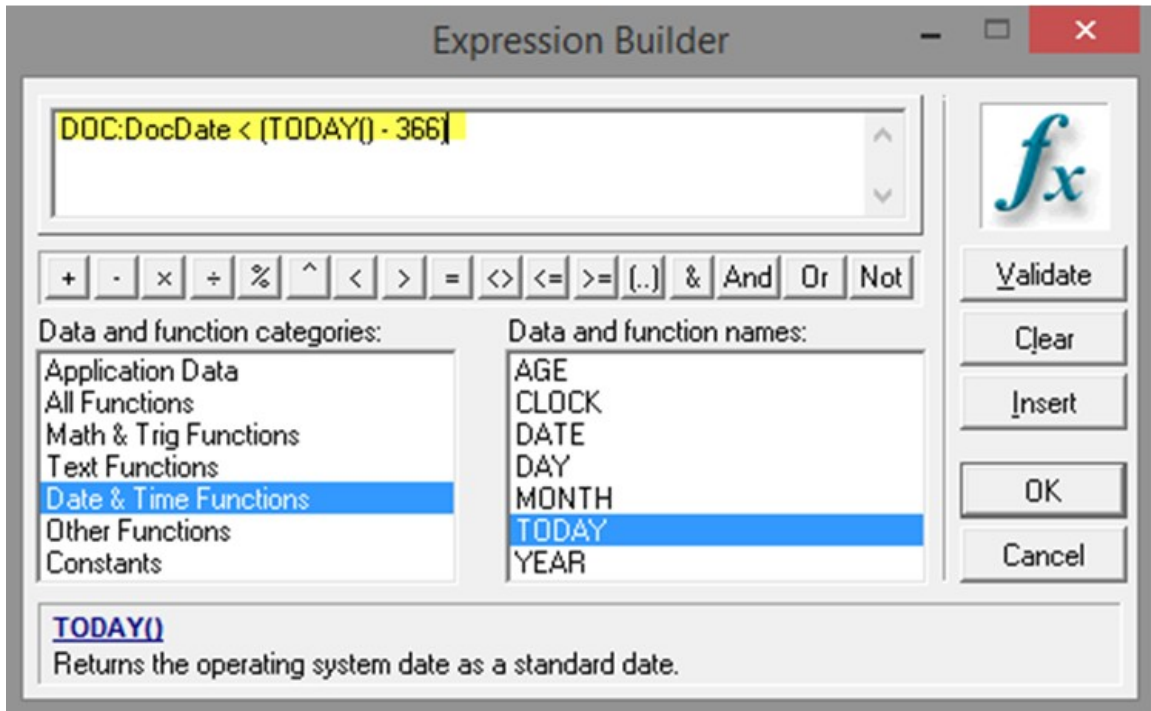 Expression Builder
DOC:DocDate < (TODAY() - 366)
fx
+ - × ÷ % ^ < > = <> <= >= (..) & And Or Not
Validate
Data and function categories:
Data and function names:
Clear
Application Data
All Functions
Math & Trig Functions
Text Functions
Date & Time Functions
Other Functions
Constants
AGE
CLOCK
DATE
DAY
MONTH
TODAY
YEAR
Insert
OK
Cancel
TODAY()
Returns the operating system date as a standard date.